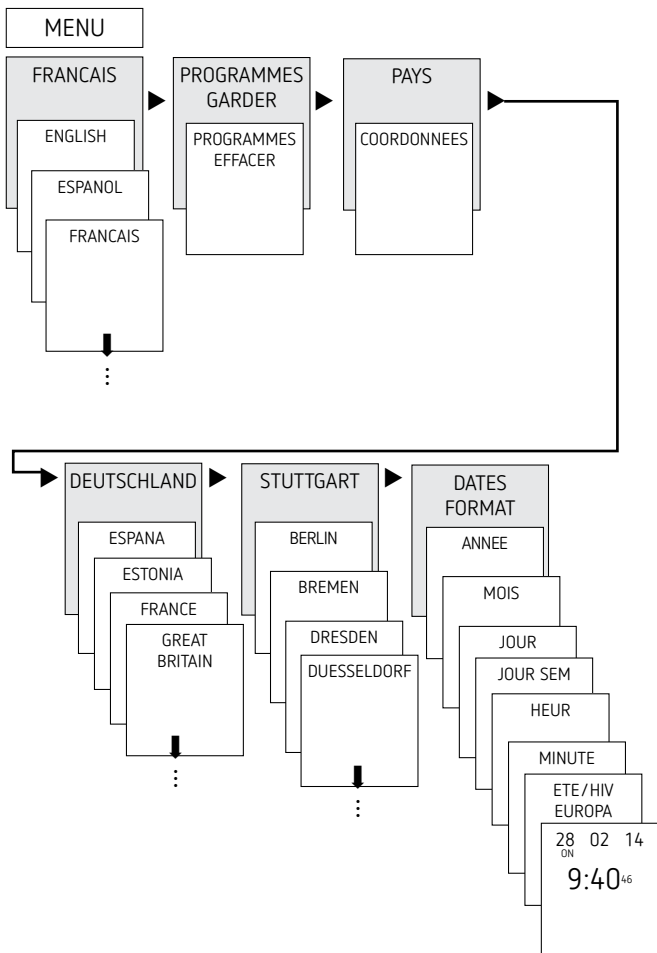 MENU
FRANCAIS
ENGLISH
ESPANOL
FRANCAIS
PROGRAMMES
GARDER
PROGRAMMES
EFFACER
PAYS
COORDONNEES
DEUTSCHLAND
ESPANA
ESTONIA
FRANCE
GREAT
BRITAIN
STUTTGART
BERLIN
BREMEN
DRESDEN
DUESSELDORF
DATES
FORMAT
ANNEE
MOIS
JOUR
JOUR SEM
HEUR
MINUTE
ETE/HIV
EUROPA
28 02 14
ON
9:40 46